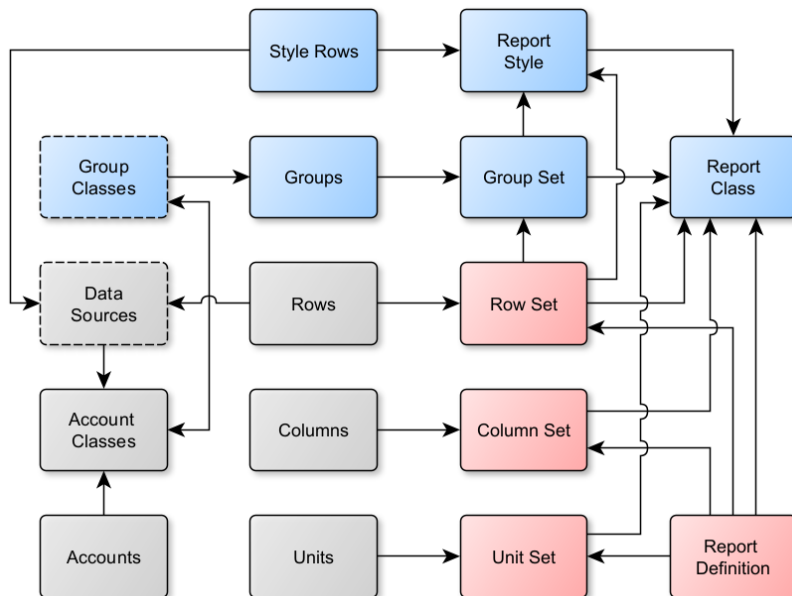 Style Rows
Report
Style
Group
Classes
Groups
Group Set
Report
Class
Data
Sources
Rows
Row Set
Account
Classes
Columns
Column Set
Accounts
Units
Unit Set
Report
Definition